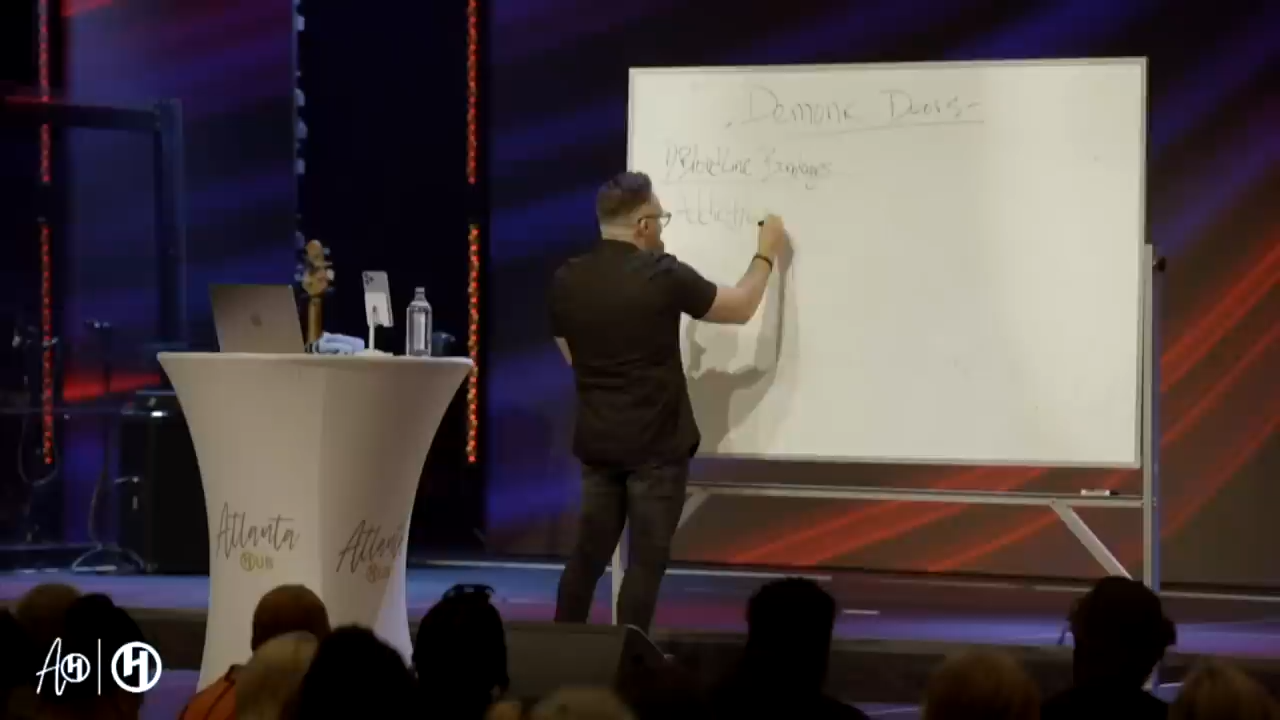 Demonic Doors-
1) Bloodline Bondages
Addiction
Atlanta
HUB
Atlanta
HUB